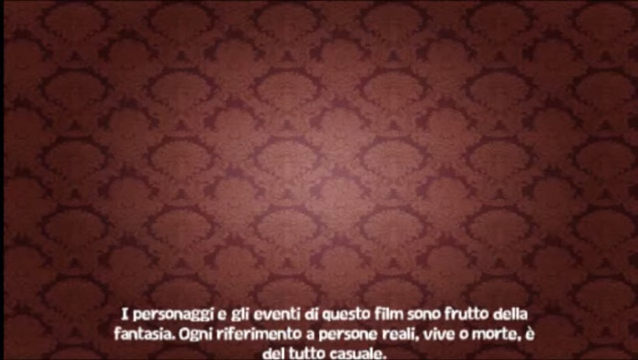 I personaggi e gli eventi di questo film sono frutto della
fantasia. Ogni riferimento a persone reali, vive o morte, è
del tutto casuale.